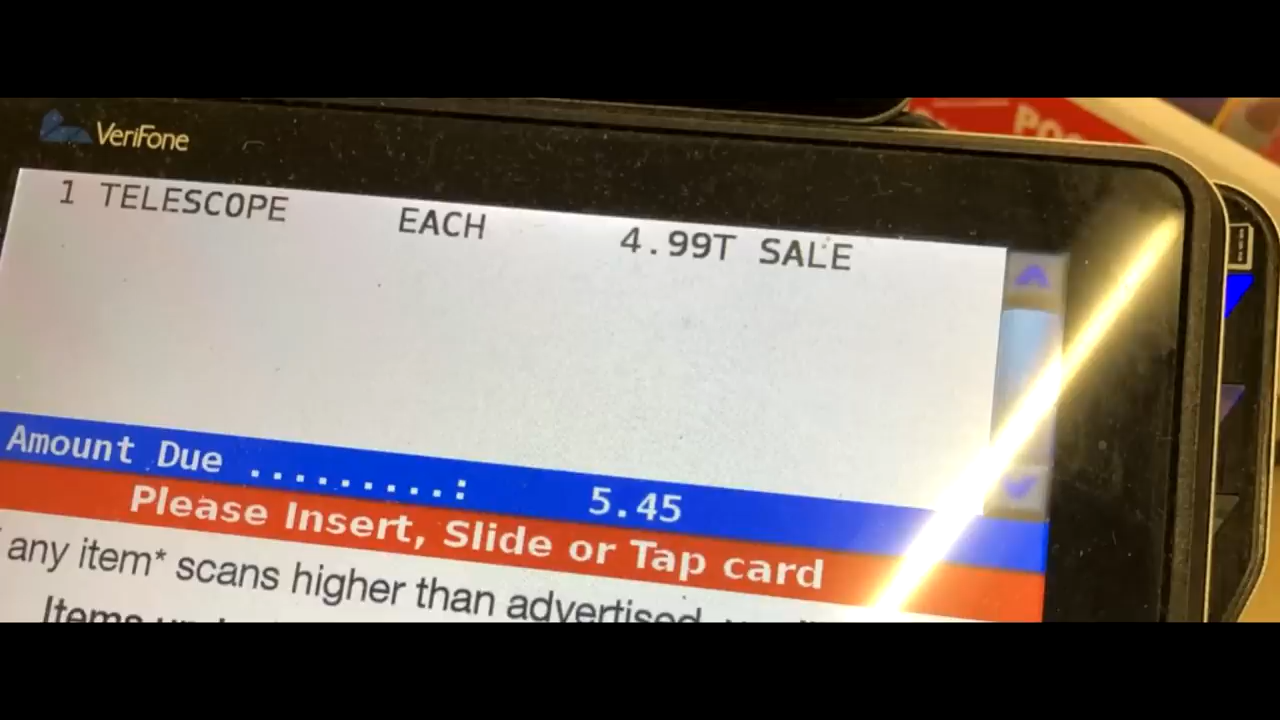 VeriFone
1 TELESCOPE EACH 4.99T SALE
Amount Due .........: 5.45
Please Insert, Slide or Tap card
any item* scans higher than advertised,
Items